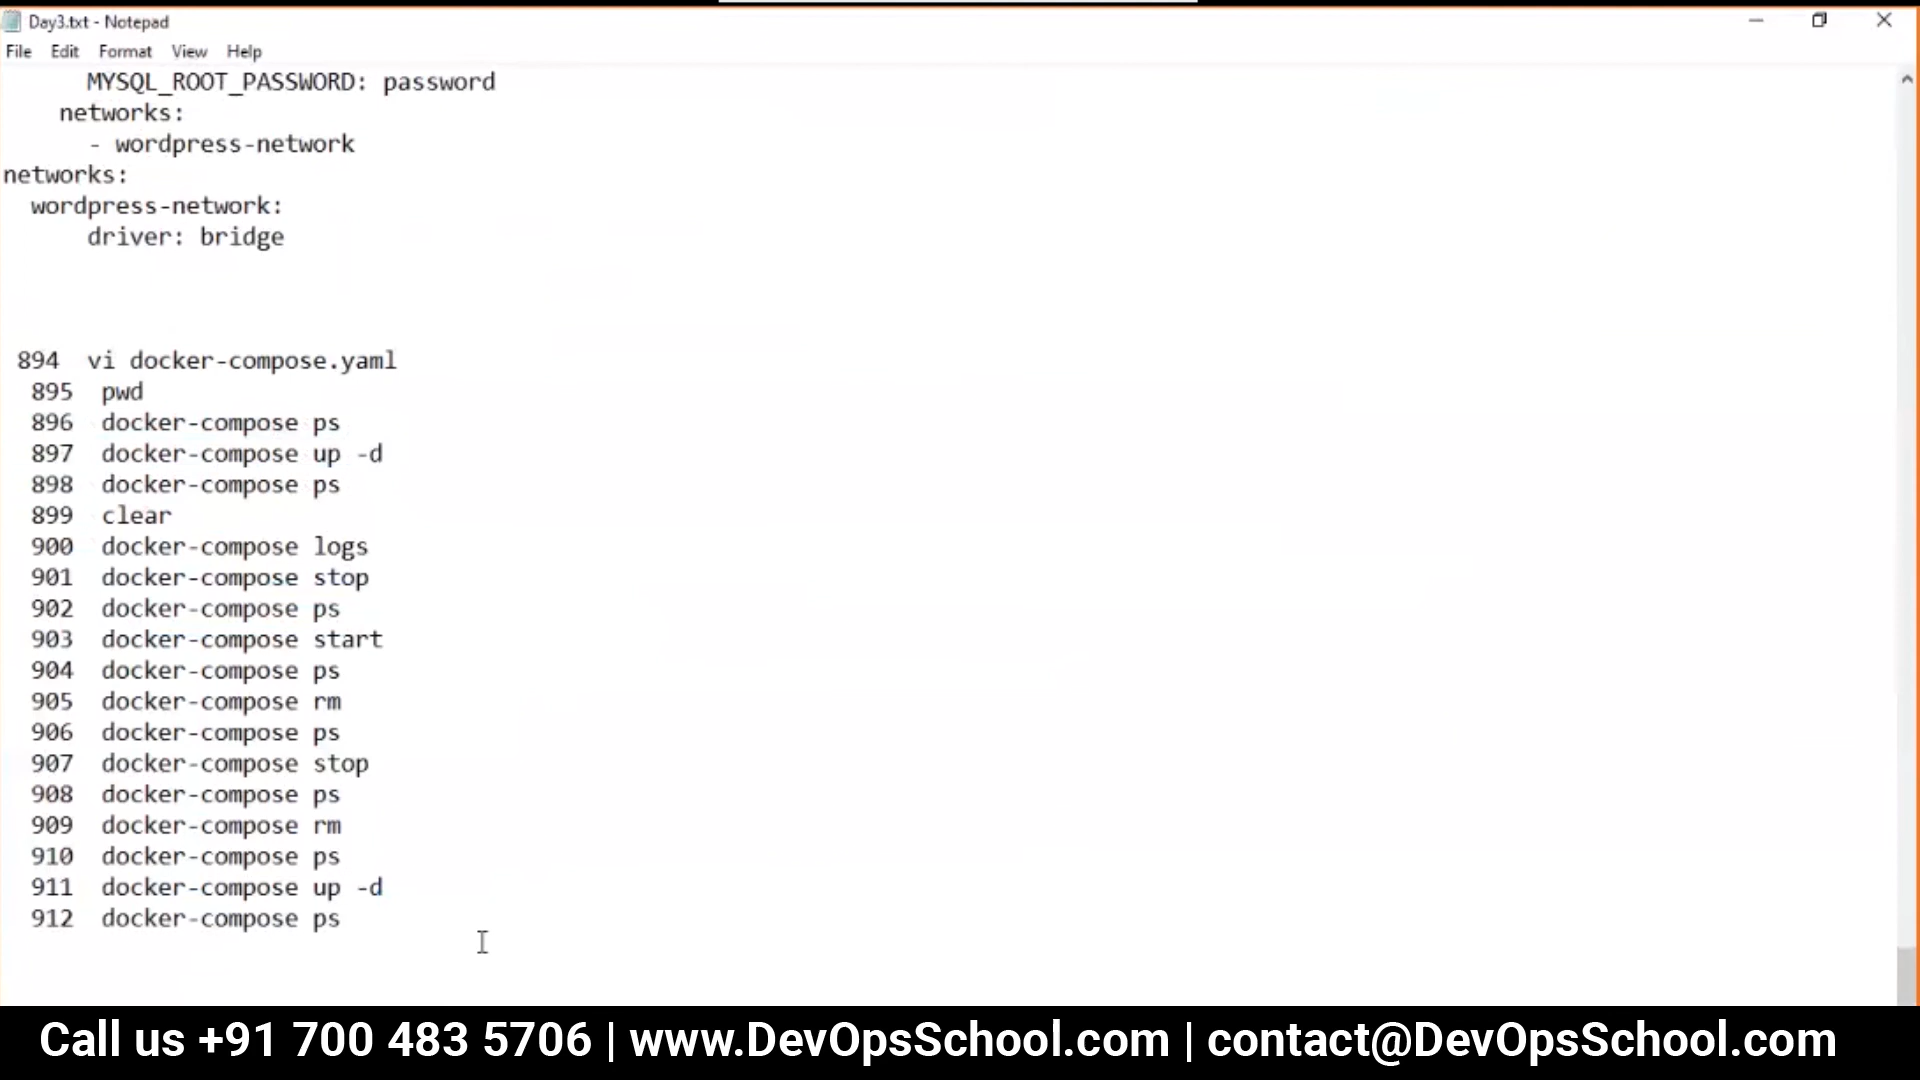 Day3.txt - Notepad
File Edit Format View Help
MYSQL_ROOT_PASSWORD: password
networks:
- wordpress-network
networks:
wordpress-network:
driver: bridge
894 vi docker-compose.yaml
895 pwd
896 docker-compose ps
897 docker-compose up -d
898 docker-compose ps
899 clear
900 docker-compose logs
901 docker-compose stop
902 docker-compose ps
903 docker-compose start
904 docker-compose ps
905 docker-compose rm
906 docker-compose ps
907 docker-compose stop
908 docker-compose ps
909 docker-compose rm
910 docker-compose ps
911 docker-compose up -d
912 docker-compose ps
Call us +91 700 483 5706 | www.DevOpsSchool.com | contact@DevOpsSchool.com